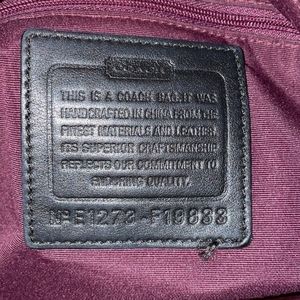 COACH
THIS IS A COACH BAG. IT WAS
HANDCRAFTED IN CHINA FROM THE
FINEST MATERIALS AND LEATHER.
ITS SUPERIOR CRAFTSMANSHIP
REFLECTS OUR COMMITMENT TO
ENDURING QUALITY.
Nº E1273-F19888